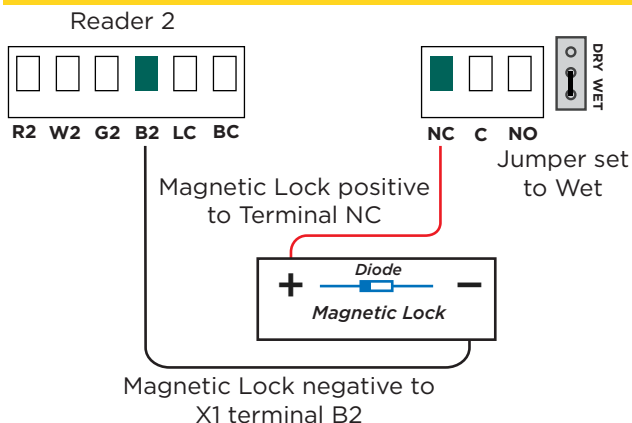 Reader 2
R2 W2 G2 B2 LC BC
NC C NO
DRY WET
Jumper set
to Wet
Magnetic Lock positive
to Terminal NC
+ Diode −
Magnetic Lock
Magnetic Lock negative to
X1 terminal B2